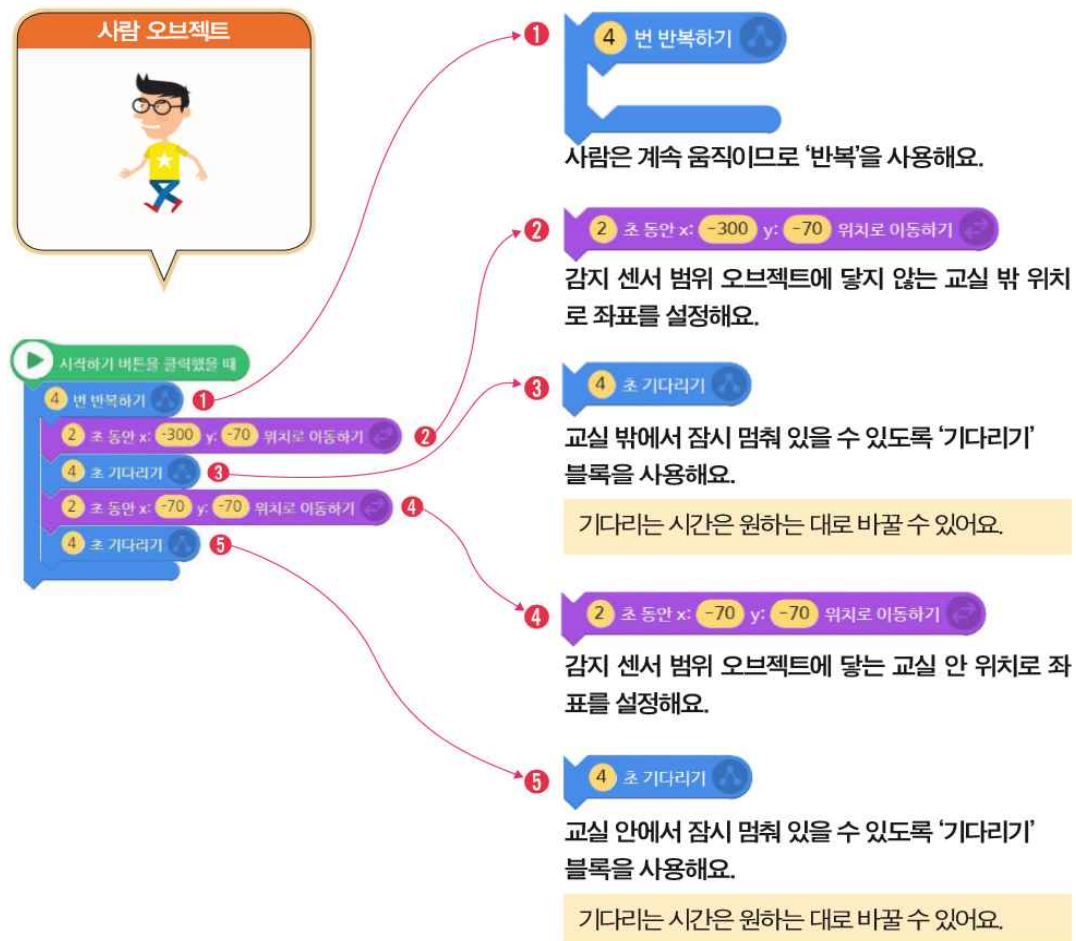 사람 오브젝트
시작하기 버튼을 클릭했을 때
4 번 반복하기 ❶
2 초 동안 x: -300 y: -70 위치로 이동하기 ❷
4 초 기다리기 ❸
2 초 동안 x: -70 y: -70 위치로 이동하기 ❹
4 초 기다리기 ❺
❶ 4 번 반복하기
사람은 계속 움직이므로 ‘반복’을 사용해요.
❷ 2 초 동안 x: -300 y: -70 위치로 이동하기
감지 센서 범위 오브젝트에 닿지 않는 교실 밖 위치
로 좌표를 설정해요.
❸ 4 초 기다리기
교실 밖에서 잠시 멈춰 있을 수 있도록 ‘기다리기’
블록을 사용해요.
기다리는 시간은 원하는 대로 바꿀 수 있어요.
❹ 2 초 동안 x: -70 y: -70 위치로 이동하기
감지 센서 범위 오브젝트에 닿는 교실 안 위치로 좌
표를 설정해요.
❺ 4 초 기다리기
교실 안에서 잠시 멈춰 있을 수 있도록 ‘기다리기’
블록을 사용해요.
기다리는 시간은 원하는 대로 바꿀 수 있어요.